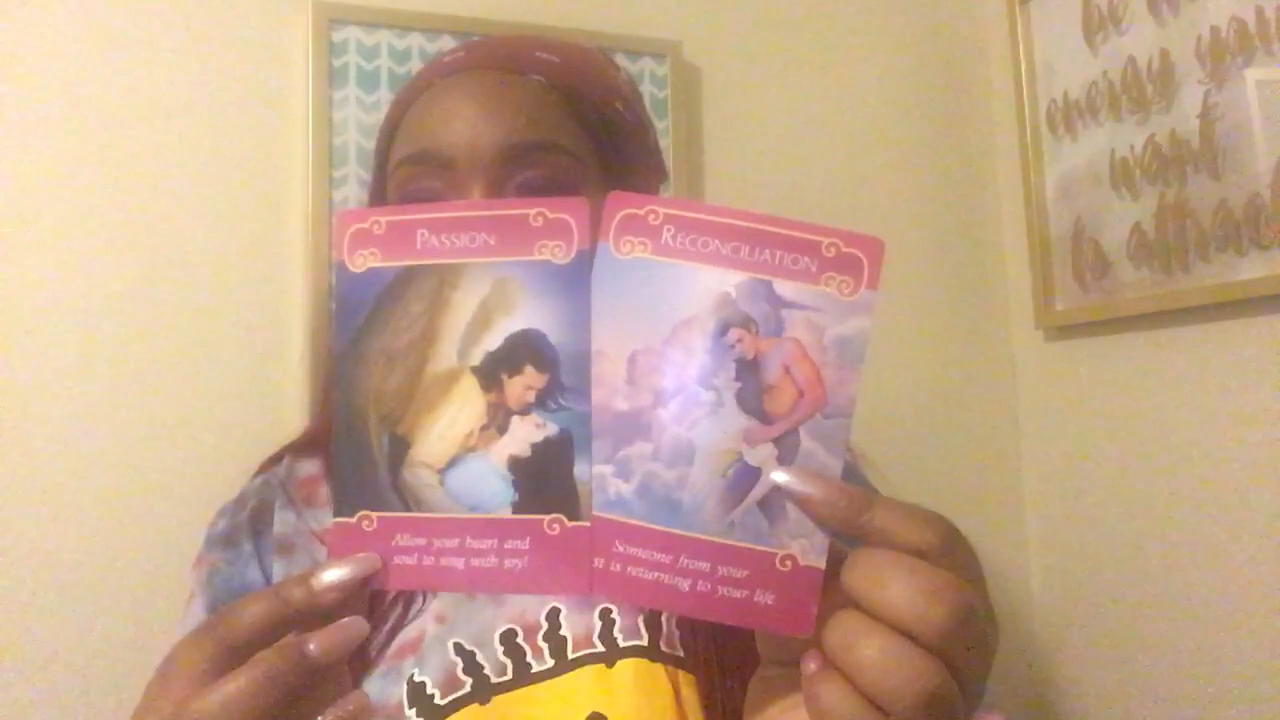 PASSION
Allow your heart and
soul to sing with joy!
RECONCILIATION
Someone from your
st is returning to your life.
be
energy you
want
to attract